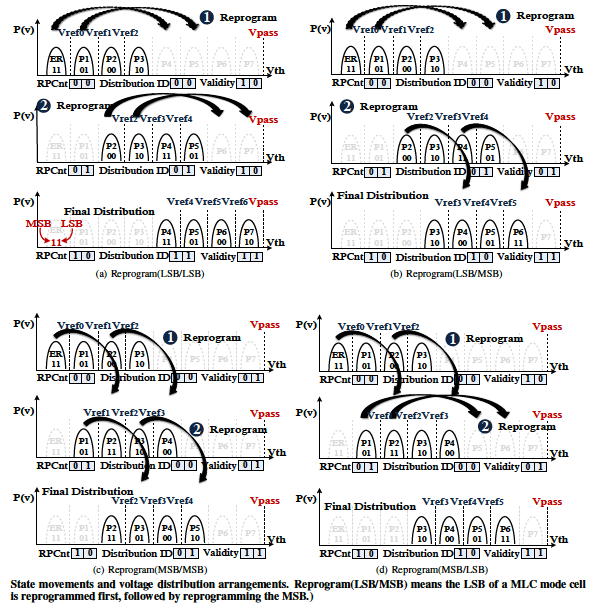 P(v) Vref0 Vref1 Vref2 1 Reprogram Vpass
ER P1 P2 P3 P4 P5 P6 P7
11 01 00 10 Vth
RPCnt 0 0 Distribution ID 0 0 Validity 1 0
2 Reprogram
P(v) Vref2 Vref3 Vref4 Vpass
ER P1 P2 P3 P4 P5 P6 P7
11 01 00 10 11 01
RPCnt 0 1 Distribution ID 1 0 Validity 0 1
Final Distribution Vref4 Vref5 Vref6 Vpass
MSB LSB
P4 P5 P6 P7
11 11 01 00 10 Vth
RPCnt 1 0 Distribution ID 1 1 Validity 1 1
(a) Reprogram(LSB/LSB)
P(v) Vref0 Vref1 Vref2 1 Reprogram Vpass
ER P1 P2 P3 P4 P5 P6 P7
11 01 00 10 Vth
RPCnt 0 0 Distribution ID 0 0 Validity 1 0
2 Reprogram
Vref2 Vref3 Vref4 Vpass
ER P1 P2 P3 P4 P5 P6 P7
11 01 00 10 11 01
RPCnt 0 1 Distribution ID 1 0 Validity 0 1
Final Distribution Vref3 Vref4 Vref5 Vpass
P3 P4 P5 P6 P7
10 00 01 11 Vth
RPCnt 1 0 Distribution ID 1 0 Validity 1 1
(b) Reprogram(LSB/MSB)
P(v) Vref0 Vref1 Vref2 Vpass
1 Reprogram
ER P1 P2 P3 P4 P5 P6 P7
11 01 00 10 Vth
RPCnt 0 0 Distribution ID 0 0 Validity 0 1
P(v) Vref1 Vref2 Vref3 Vpass
2 Reprogram
ER P1 P2 P3 P4 P5 P6 P7
11 01 11 10 00 Vth
RPCnt 0 1 Distribution ID 0 0 Validity 0 1
Final Distribution
P(v) Vref2 Vref3 Vref4 Vpass
P2 P3 P4 P5 P6 P7
11 01 00 10 Vth
RPCnt 1 0 Distribution ID 0 1 Validity 1 1
(c) Reprogram(MSB/MSB)
P(v) Vref0 Vref1 Vref2 Vpass
1 Reprogram
ER P1 P2 P3 P4 P5 P6 P7
11 01 00 10 Vth
RPCnt 0 0 Distribution ID 0 0 Validity 1 0
P(v) Vref1 Vref2 Vref3 Vpass
2 Reprogram
ER P1 P2 P3 P4 P5 P6 P7
11 01 11 10 00 Vth
RPCnt 0 1 Distribution ID 0 0 Validity 0 1
Final Distribution Vref3 Vref4 Vref5 Vpass
P(v)
P3 P4 P5 P6 P7
10 00 01 11 Vth
RPCnt 1 0 Distribution ID 1 0 Validity 1 1
(d) Reprogram(MSB/LSB)
State movements and voltage distribution arrangements. Reprogram(LSB/MSB) means the LSB of a MLC mode cell
is reprogrammed first, followed by reprogramming the MSB.)